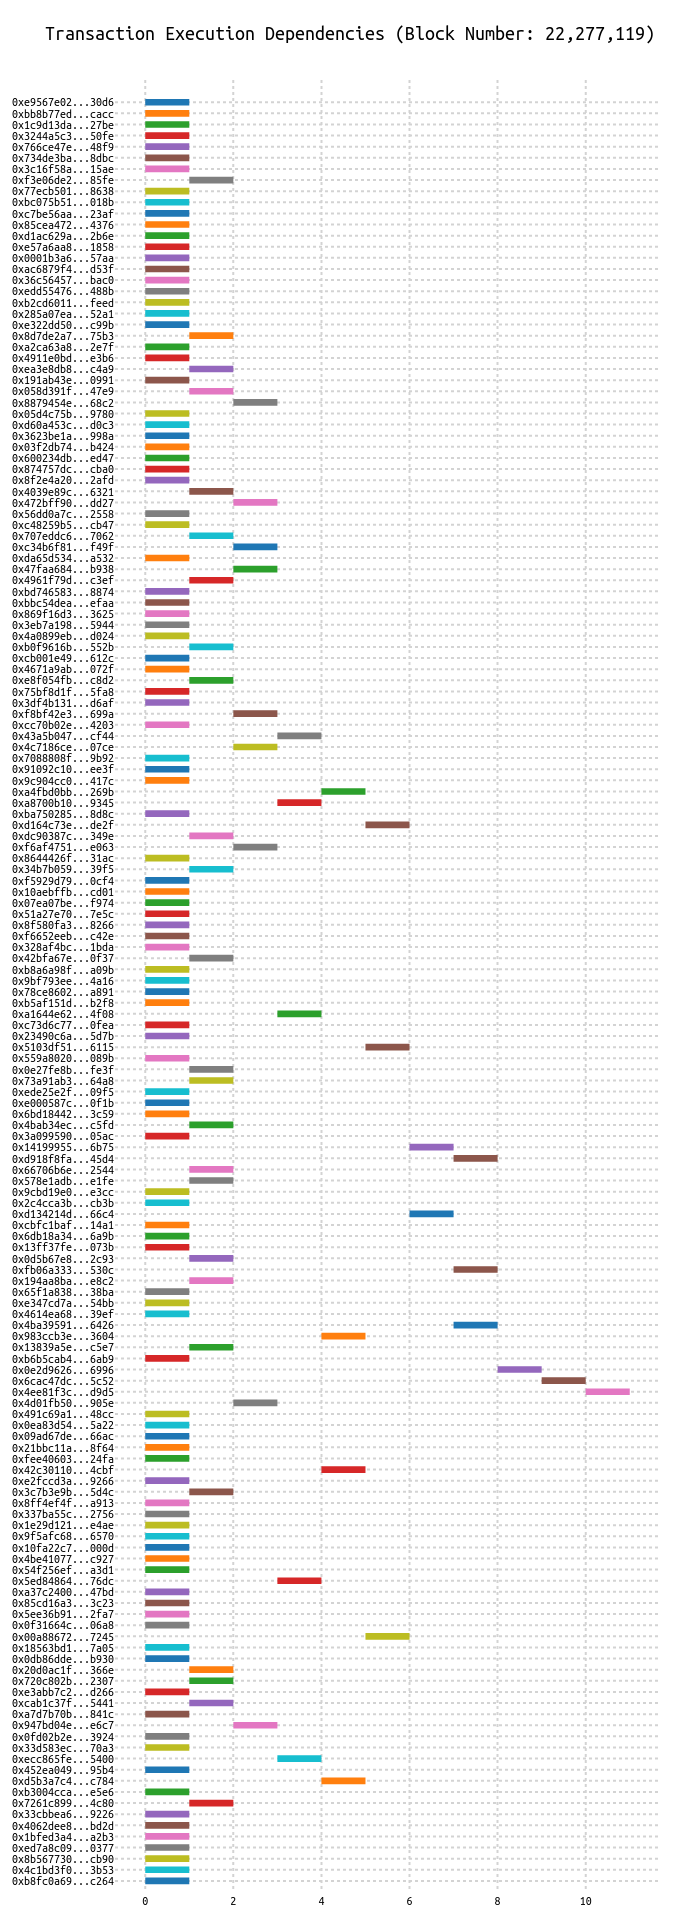 Transaction Execution Dependencies (Block Number: 22,277,119)
0xe9567e02...30d6
0xbb8b77ed...cacc
0x1c9d13da...27be
0x3244a5c3...50fe
0x766ce47e...48f9
0x734de3ba...8dbc
0x3c16f58a...15ae
0xf3e06de2...85fe
0x77ecb501...8638
0xbc075b51...018b
0xc7be56aa...23af
0x85cea472...4376
0xd1ac629a...2b6e
0xe57a6aa8...1858
0x0001b3a6...57aa
0xac6879f4...d53f
0x36c56457...bac0
0xedd55476...488b
0xb2cd6011...feed
0x285a07ea...52a1
0xe322dd50...c99b
0x8d7de2a7...75b3
0xa2ca63a8...2e7f
0x4911e0bd...e3b6
0xea3e8db8...c4a9
0x191ab43e...0991
0x058d391f...47e9
0x8879454e...68c2
0x05d4c75b...9780
0xd60a453c...d0c3
0x3623be1a...998a
0x03f2db74...b424
0x600234db...ed47
0x874757dc...cba0
0x8f2e4a20...2afd
0x4039e89c...6321
0x472bff90...dd27
0x56dd0a7c...2558
0xc48259b5...cb47
0x707eddc6...7062
0xc34b6f81...f49f
0xda65d534...a532
0x47faa684...b938
0x4961f79d...c3ef
0xbd746583...8874
0xbbc54dea...efaa
0x869f16d3...3625
0x3eb7a198...5944
0x4a0899eb...d024
0xb0f9616b...552b
0xcb001e49...612c
0x4671a9ab...072f
0xe8f054fb...c8d2
0x75bf8d1f...5fa8
0x3df4b131...d6af
0xf8bf42e3...699a
0xcc70b02e...4203
0x43a5b047...cf44
0x4c7186ce...07ce
0x7088808f...9b92
0x91092c10...ee3f
0x9c904cc0...417c
0xa4fbd0bb...269b
0xa8700b10...9345
0xba750285...8d8c
0xd164c73e...de2f
0xdc90387c...349e
0xf6af4751...e063
0x8644426f...31ac
0x34b7b059...39f5
0xf5929d79...0cf4
0x10aebffb...cd01
0x07ea07be...f974
0x51a27e70...7e5c
0x8f580fa3...8266
0xf6652eeb...c42e
0x328af4bc...1bda
0x42bfa67e...0f37
0xb8a6a98f...a09b
0x9bf793ee...4a16
0x78ce8602...a891
0xb5af151d...b2f8
0xa1644e62...4f08
0xc73d6c77...0fea
0x23490c6a...5d7b
0x5103df51...6115
0x559a8020...089b
0x0e27fe8b...fe3f
0x73a91ab3...64a8
0xede25e2f...09f5
0xe000587c...0f1b
0x6bd18442...3c59
0x4bab34ec...c5fd
0x3a099590...05ac
0x14199955...6b75
0xd918f8fa...45d4
0x66706b6e...2544
0x578e1adb...e1fe
0x9cbd19e0...e3cc
0x2c4cca3b...cb3b
0xd134214d...66c4
0xcbfc1baf...14a1
0x6db18a34...6a9b
0x13ff37fe...073b
0x0d5b67e8...2c93
0xfb06a333...530c
0x194aa8ba...e8c2
0x65f1a838...38ba
0xe347cd7a...54bb
0x4614ea68...39ef
0x4ba39591...6426
0x983ccb3e...3604
0x13839a5e...c5e7
0xb6b5cab4...6ab9
0x0e2d9626...6996
0x6cac47dc...5c52
0x4ee81f3c...d9d5
0x4d01fb50...905e
0x491c69a1...48cc
0x0ea83d54...5a22
0x09ad67de...66ac
0x21bbc11a...8f64
0xfee40603...24fa
0x42c30110...4cbf
0xe2fccd3a...9266
0x3c7b3e9b...5d4c
0x8ff4ef4f...a913
0x337ba55c...2756
0x1e29d121...e4ae
0x9f5afc68...6570
0x10fa22c7...000d
0x4be41077...c927
0x54f256ef...a3d1
0x5ed84864...76dc
0xa37c2400...47bd
0x85cd16a3...3c23
0x5ee36b91...2fa7
0x0f31664c...06a8
0x00a88672...7245
0x18563bd1...7a05
0x0db86dde...b930
0x20d0ac1f...366e
0x720c802b...2307
0xe3abb7c2...d266
0xcab1c37f...5441
0xa7d7b70b...841c
0x947bd04e...e6c7
0x0fd02b2e...3924
0x33d583ec...70a3
0xecc865fe...5400
0x452ea049...95b4
0xd5b3a7c4...c784
0xb3004cca...e5e6
0x7261c899...4c80
0x33cbbea6...9226
0x4062dee8...bd2d
0x1bfed3a4...a2b3
0xed7a8c09...0377
0x8b567730...cb90
0x4c1bd3f0...3b53
0xb8fc0a69...c264
0 2 4 6 8 10